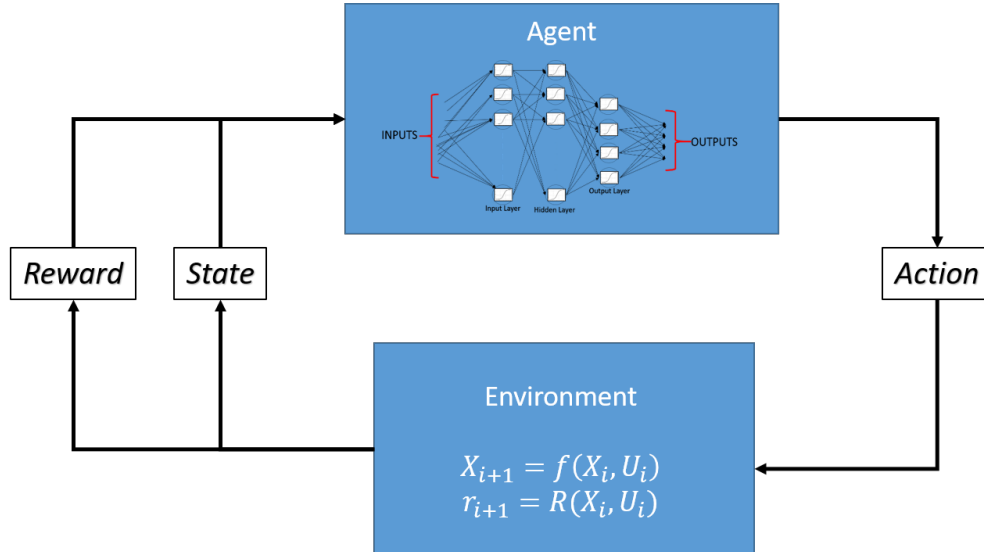 Agent
INPUTS
OUTPUTS
Input Layer
Hidden Layer
Output Layer
Reward
State
Action
Environment
X_{i+1} = f(X_i, U_i)
r_{i+1} = R(X_i, U_i)